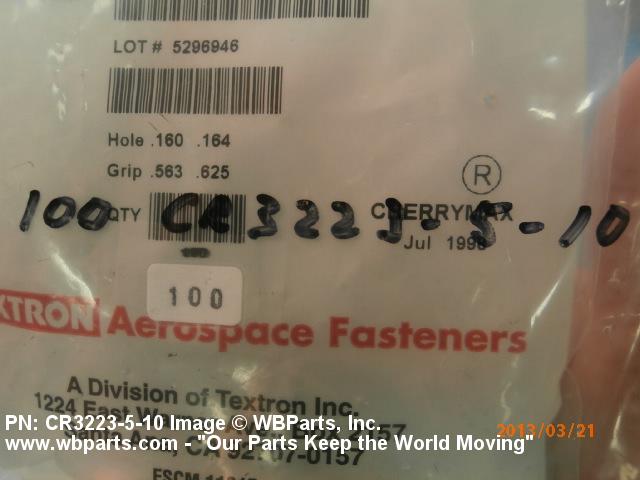 LOT # 5296946
Hole .160 .164
Grip .563 .625
®
QTY
CHERRYMAX
100 CR3223-5-10
Jul
100
TEXTRON Aerospace Fasteners
A Division of Textron Inc.
1224 East
PN: CR3223-5-10 Image © WBParts, Inc.
2013/03/21
www.wbparts.com - "Our Parts Keep the World Moving"